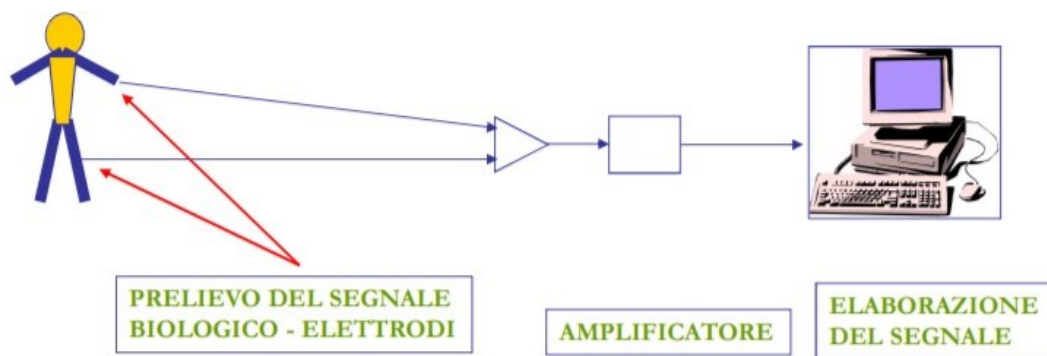 PRELIEVO DEL SEGNALE
BIOLOGICO - ELETTRODI
AMPLIFICATORE
ELABORAZIONE
DEL SEGNALE